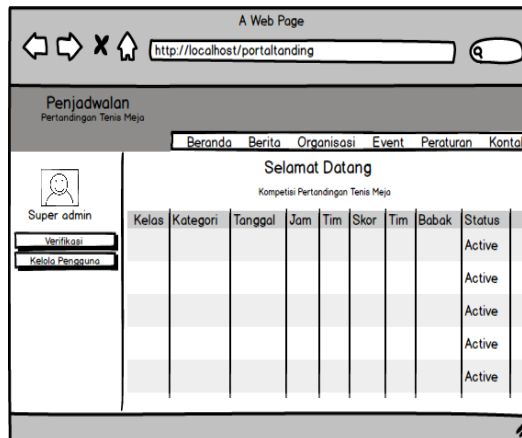 A Web Page
http://localhost/portaltanding
Penjadwalan
Pertandingan Tenis Meja
Beranda Berita Organisasi Event Peraturan Kontak
Selamat Datang
Kompetisi Pertandingan Tenis Meja
Super admin
Verifikasi
Kelola Pengguna
Kelas Kategori Tanggal Jam Tim Skor Tim Babak Status
Active
Active
Active
Active
Active